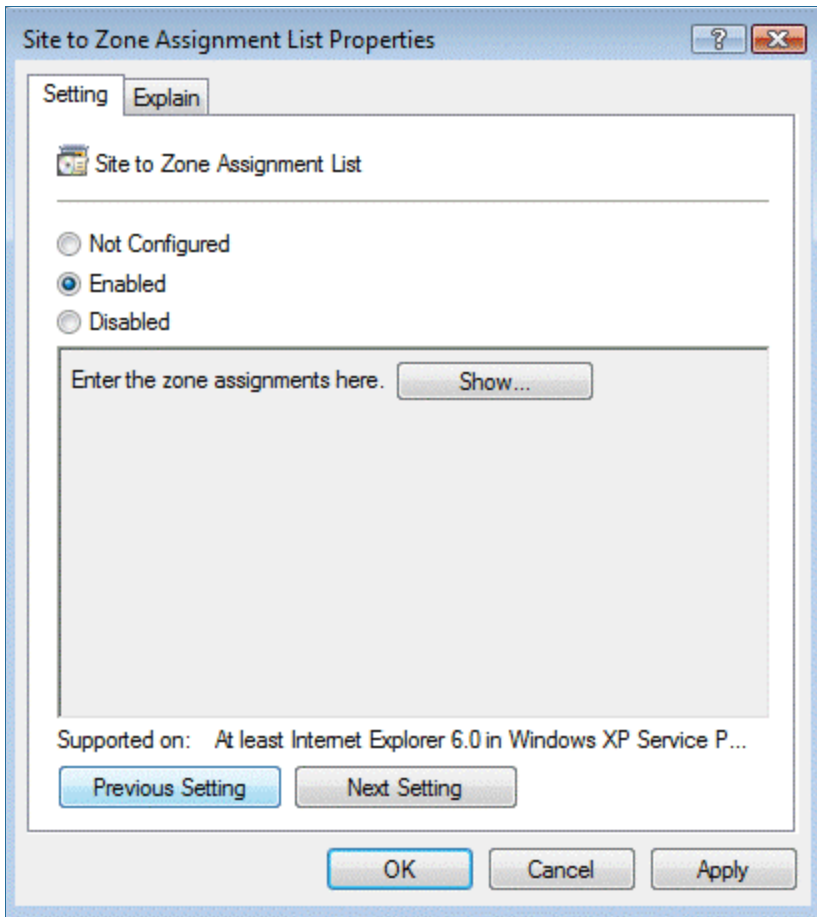 Site to Zone Assignment List Properties
?
Setting Explain
Site to Zone Assignment List
Not Configured
Enabled
Disabled
Enter the zone assignments here. Show...
Supported on: At least Internet Explorer 6.0 in Windows XP Service P...
Previous Setting Next Setting
OK Cancel Apply